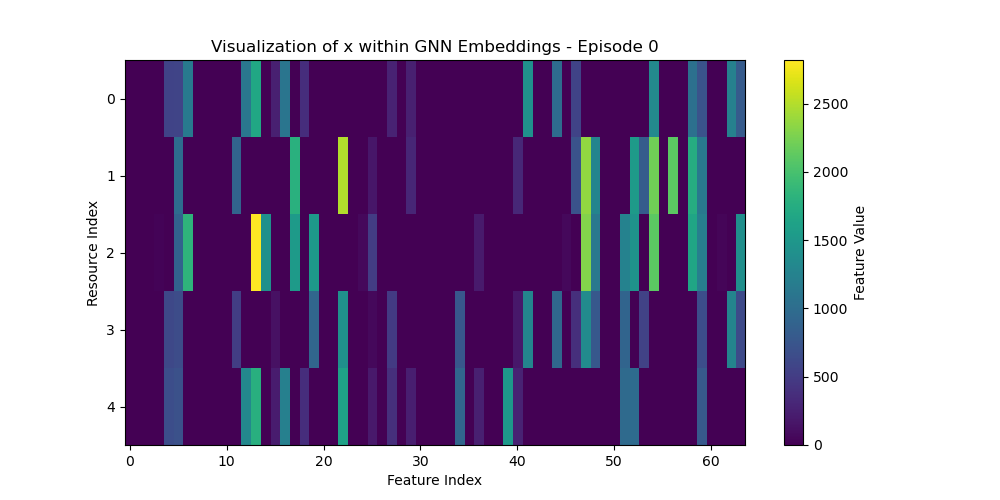 Visualization of x within GNN Embeddings - Episode 0
Resource Index
0
1
2
3
4
0 10 20 30 40 50 60
Feature Index
2500
2000
1500
1000
500
0
Feature Value